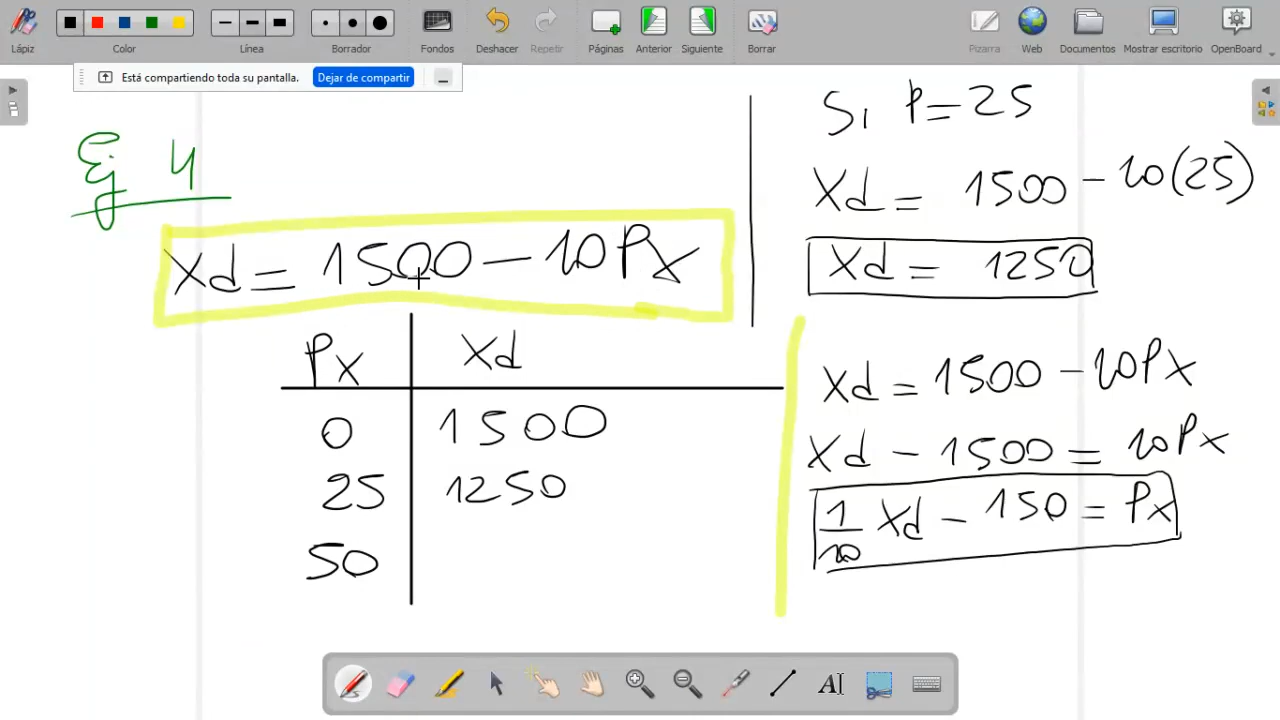 Lápiz Color Línea Borrador Fondos Deshacer Repetir Páginas Anterior Siguiente Borrar Pizarra Web Documentos Mostrar escritorio OpenBoard
Está compartiendo toda su pantalla. Dejar de compartir
Ej 4
Xd = 1500 - 10Px
Px Xd
0 1500
25 1250
50
Si P = 25
Xd = 1500 - 10(25)
Xd = 1250
Xd = 1500 - 10Px
Xd - 1500 = 10Px
1/10 Xd - 150 = Px
AI